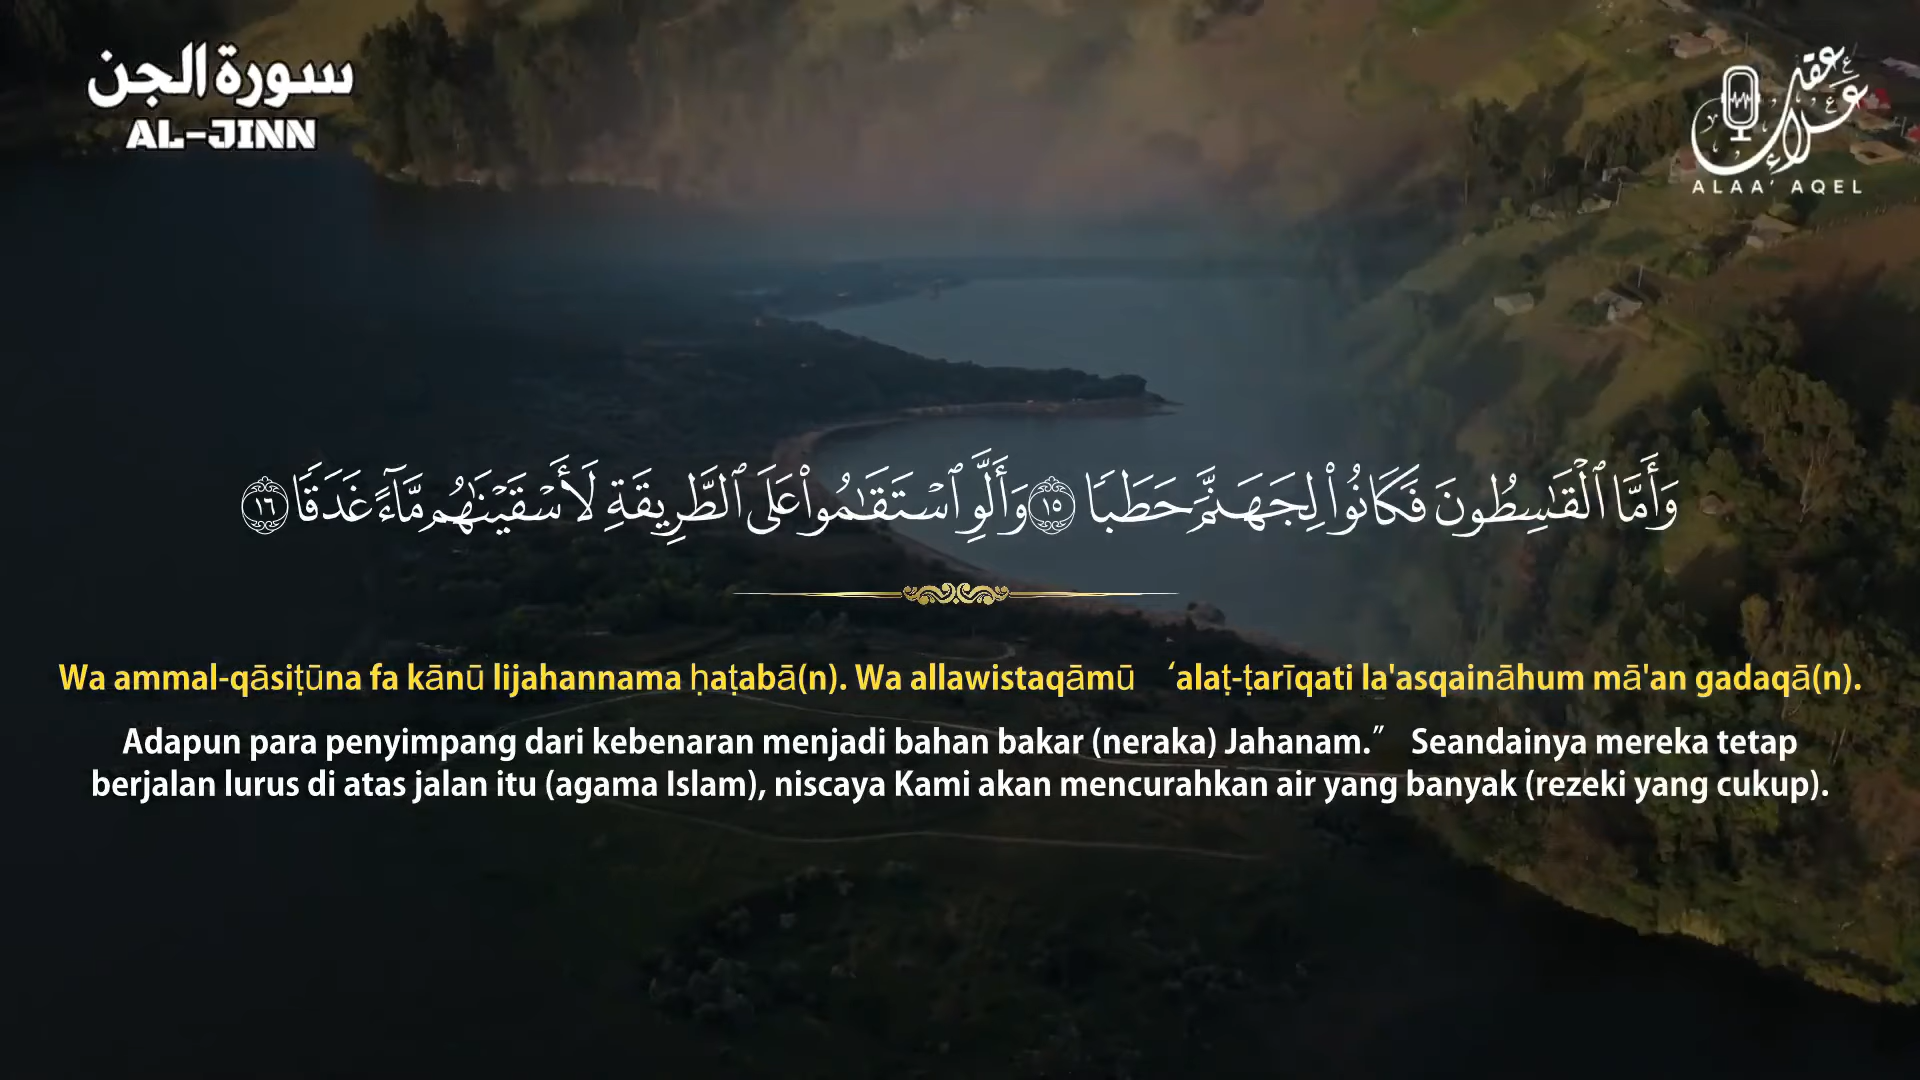 سورة الجن
AL-JINN
علاء عقل
ALAA' AQEL
وَأَمَّا ٱلْقَـٰسِطُونَ فَكَانُوا۟ لِجَهَنَّمَ حَطَبًا ١٥ وَأَلَّوِ ٱسْتَقَـٰمُوا۟ عَلَى ٱلطَّرِيقَةِ لَأَسْقَيْنَـٰهُم مَّآءً غَدَقًا ١٦
Wa ammal-qāsiṭūna fa kānū lijahannama ḥaṭabā(n). Wa allawistaqāmū ‘alaṭ-ṭarīqati la'asqaināhum mā'an gadaqā(n).
Adapun para penyimpang dari kebenaran menjadi bahan bakar (neraka) Jahanam.” Seandainya mereka tetap
berjalan lurus di atas jalan itu (agama Islam), niscaya Kami akan mencurahkan air yang banyak (rezeki yang cukup).